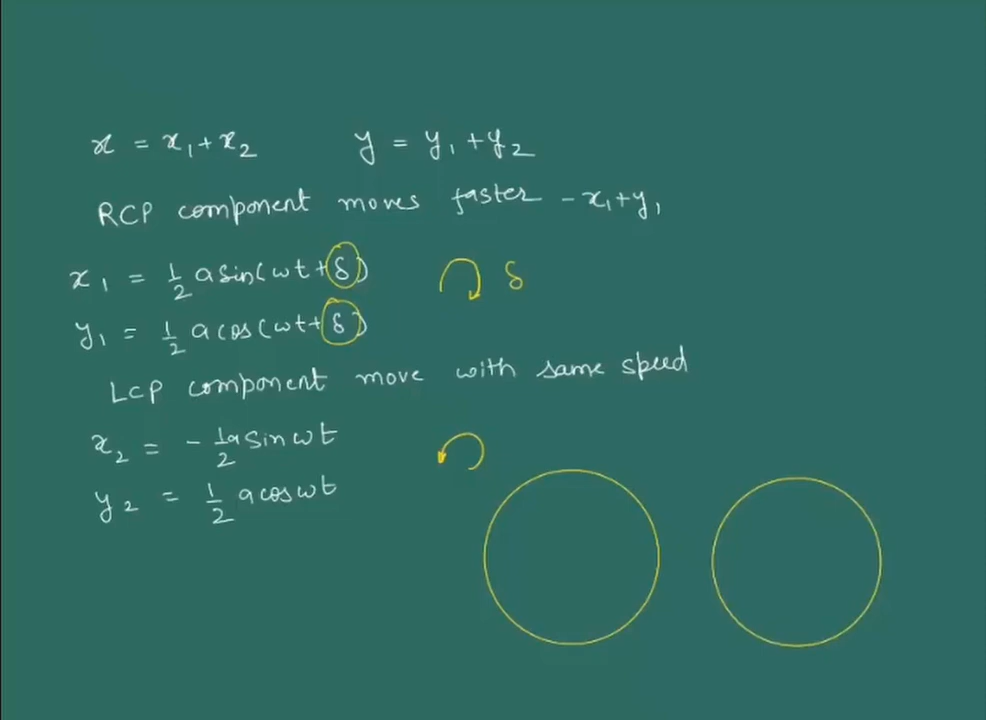 x = x₁+x₂ y = y₁+y₂
RCP component moves faster - x₁+y₁
x₁ = ½ a sin(ωt+δ) δ
y₁ = ½ a cos(ωt+δ)
LCP component move with same speed
x₂ = - ½ a sin ωt
y₂ = ½ a cos ωt